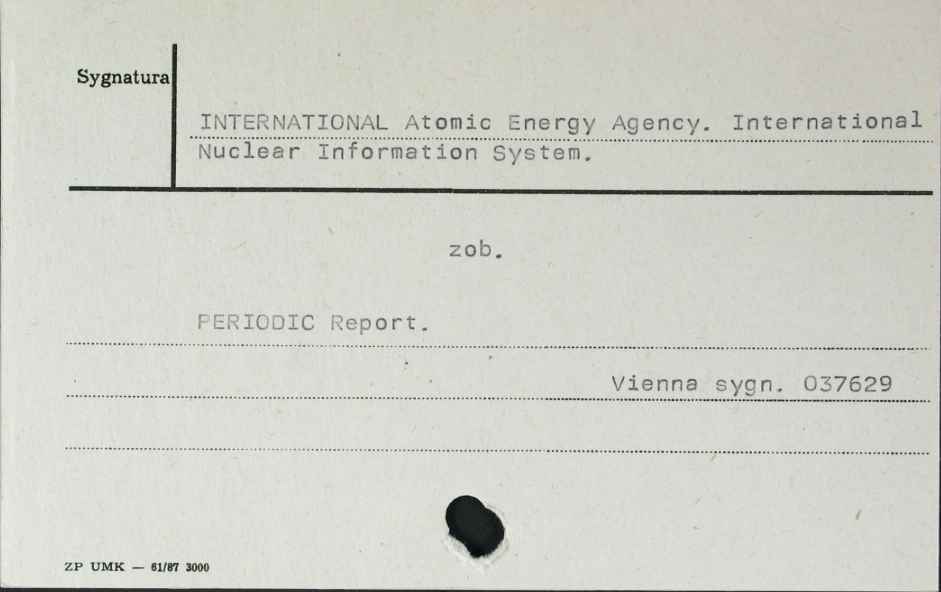 Sygnatura
INTERNATIONAL Atomic Energy Agency. International
Nuclear Information System.
zob.
PERIODIC Report.
Vienna sygn. 037629
ZP UMK — 61/87 3000